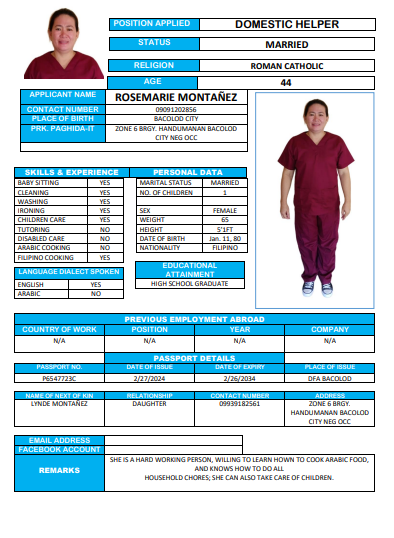 POSITION APPLIED DOMESTIC HELPER
STATUS MARRIED
RELIGION ROMAN CATHOLIC
AGE 44
APPLICANT NAME ROSEMARIE MONTAÑEZ
CONTACT NUMBER 09091202856
PLACE OF BIRTH BACOLOD CITY
PRK. PAGHIDA-IT ZONE 6 BRGY. HANDUMANAN BACOLOD
CITY NEG OCC
SKILLS & EXPERIENCE
BABY SITTING YES
CLEANING YES
WASHING YES
IRONING YES
CHILDREN CARE YES
TUTORING NO
DISABLED CARE NO
ARABIC COOKING NO
FILIPINO COOKING YES
LANGUAGE DIALECT SPOKEN
ENGLISH YES
ARABIC NO
PERSONAL DATA
MARITAL STATUS MARRIED
NO. OF CHILDREN 1
SEX FEMALE
WEIGHT 65
HEIGHT 5'1FT
DATE OF BIRTH Jan. 11, 80
NATIONALITY FILIPINO
EDUCATIONAL
ATTAINMENT
HIGH SCHOOL GRADUATE
PREVIOUS EMPLOYMENT ABROAD
COUNTRY OF WORK POSITION YEAR COMPANY
N/A N/A N/A N/A
PASSPORT DETAILS
PASSPORT NO. DATE OF ISSUE DATE OF EXPIRY PLACE OF ISSUE
P6547723C 2/27/2024 2/26/2034 DFA BACOLOD
NAME OF NEXT OF KIN RELATIONSHIP CONTACT NUMBER ADDRESS
LYNDE MONTAÑEZ DAUGHTER 09939182561 ZONE 6 BRGY.
HANDUMANAN BACOLOD
CITY NEG OCC
EMAIL ADDRESS
FACEBOOK ACCOUNT
REMARKS
SHE IS A HARD WORKING PERSON, WILLING TO LEARN HOWN TO COOK ARABIC FOOD,
AND KNOWS HOW TO DO ALL
HOUSEHOLD CHORES; SHE CAN ALSO TAKE CARE OF CHILDREN.